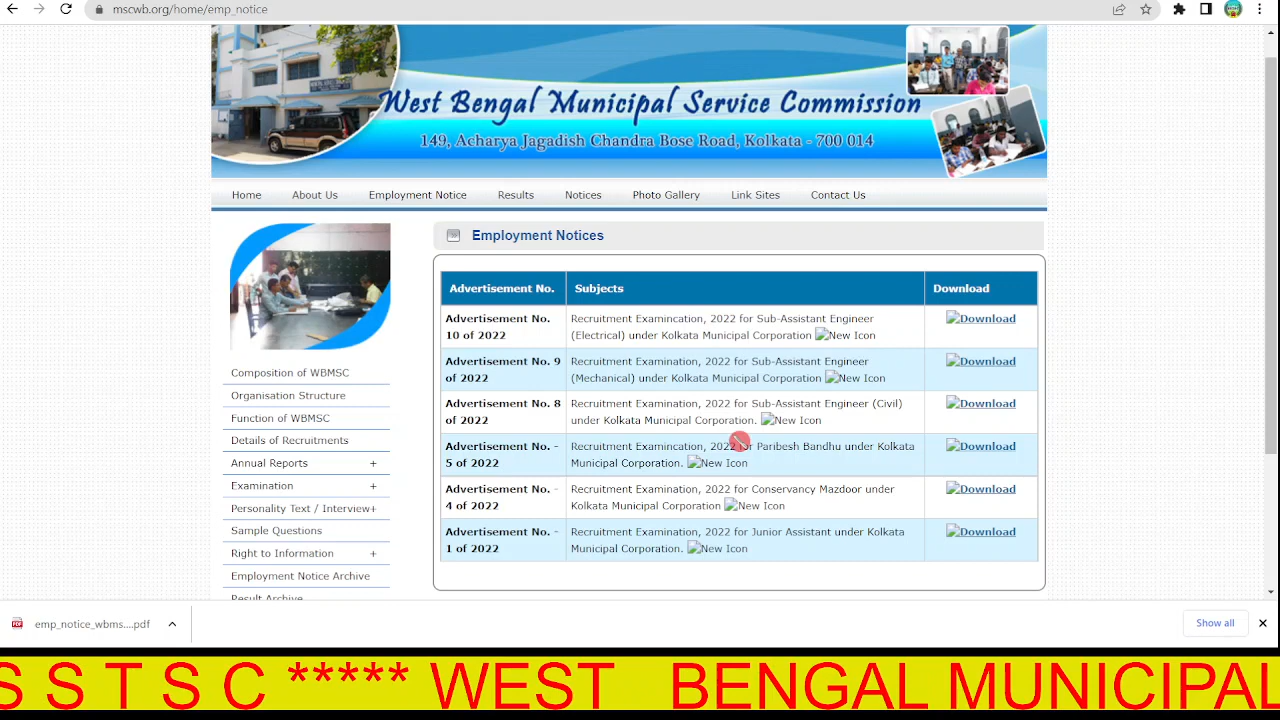 mscwb.org/home/emp_notice
West Bengal Municipal Service Commission
149, Acharya Jagadish Chandra Bose Road, Kolkata - 700 014
Home About Us Employment Notice Results Notices Photo Gallery Link Sites Contact Us
Employment Notices
Advertisement No. Subjects Download
Advertisement No. Recruitment Examincation, 2022 for Sub-Assistant Engineer Download
10 of 2022 (Electrical) under Kolkata Municipal Corporation New Icon
Advertisement No. 9 Recruitment Examination, 2022 for Sub-Assistant Engineer Download
of 2022 (Mechanical) under Kolkata Municipal Corporation New Icon
Advertisement No. 8 Recruitment Examincation, 2022 for Sub-Assistant Engineer (Civil) Download
of 2022 under Kolkata Municipal Corporation. New Icon
Advertisement No. - Recruitment Examincation, 2022 for Paribesh Bandhu under Kolkata Download
5 of 2022 Municipal Corporation. New Icon
Advertisement No. - Recruitment Examination, 2022 for Conservancy Mazdoor under Download
4 of 2022 Kolkata Municipal Corporation New Icon
Advertisement No. - Recruitment Examination, 2022 for Junior Assistant under Kolkata Download
1 of 2022 Municipal Corporation. New Icon
Composition of WBMSC
Organisation Structure
Function of WBMSC
Details of Recruitments
Annual Reports +
Examination +
Personality Text / Interview+
Sample Questions
Right to Information +
Employment Notice Archive
Result Archive
emp_notice_wbms....pdf Show all
S S T S C ***** WEST BENGAL MUNICIPAL